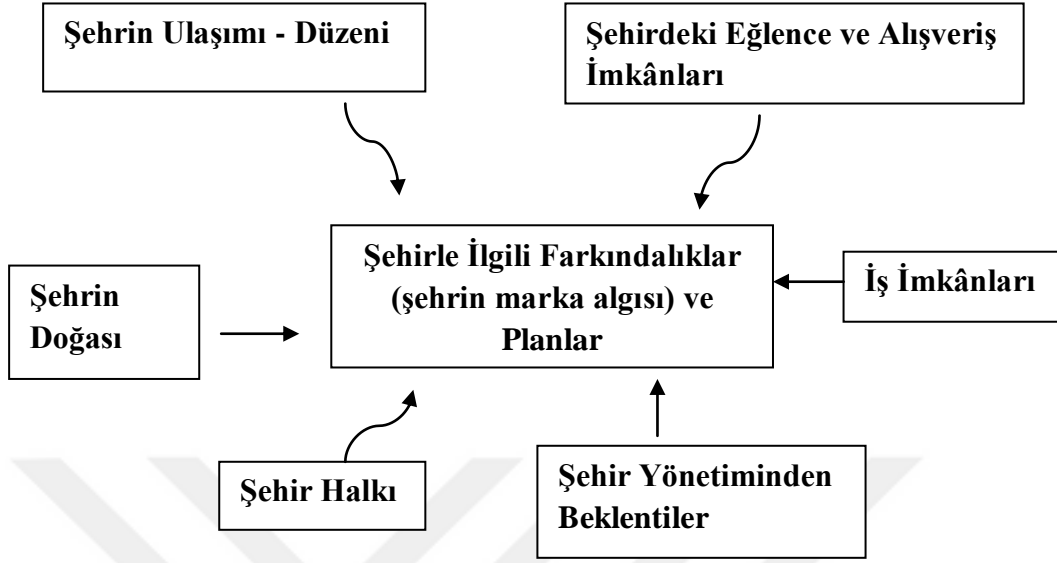 Şehrin Ulaşımı - Düzeni
Şehirdeki Eğlence ve Alışveriş
İmkânları
Şehirle İlgili Farkındalıklar
(şehrin marka algısı) ve
Planlar
Şehrin
Doğası
İş İmkânları
Şehir Halkı
Şehir Yönetiminden
Beklentiler